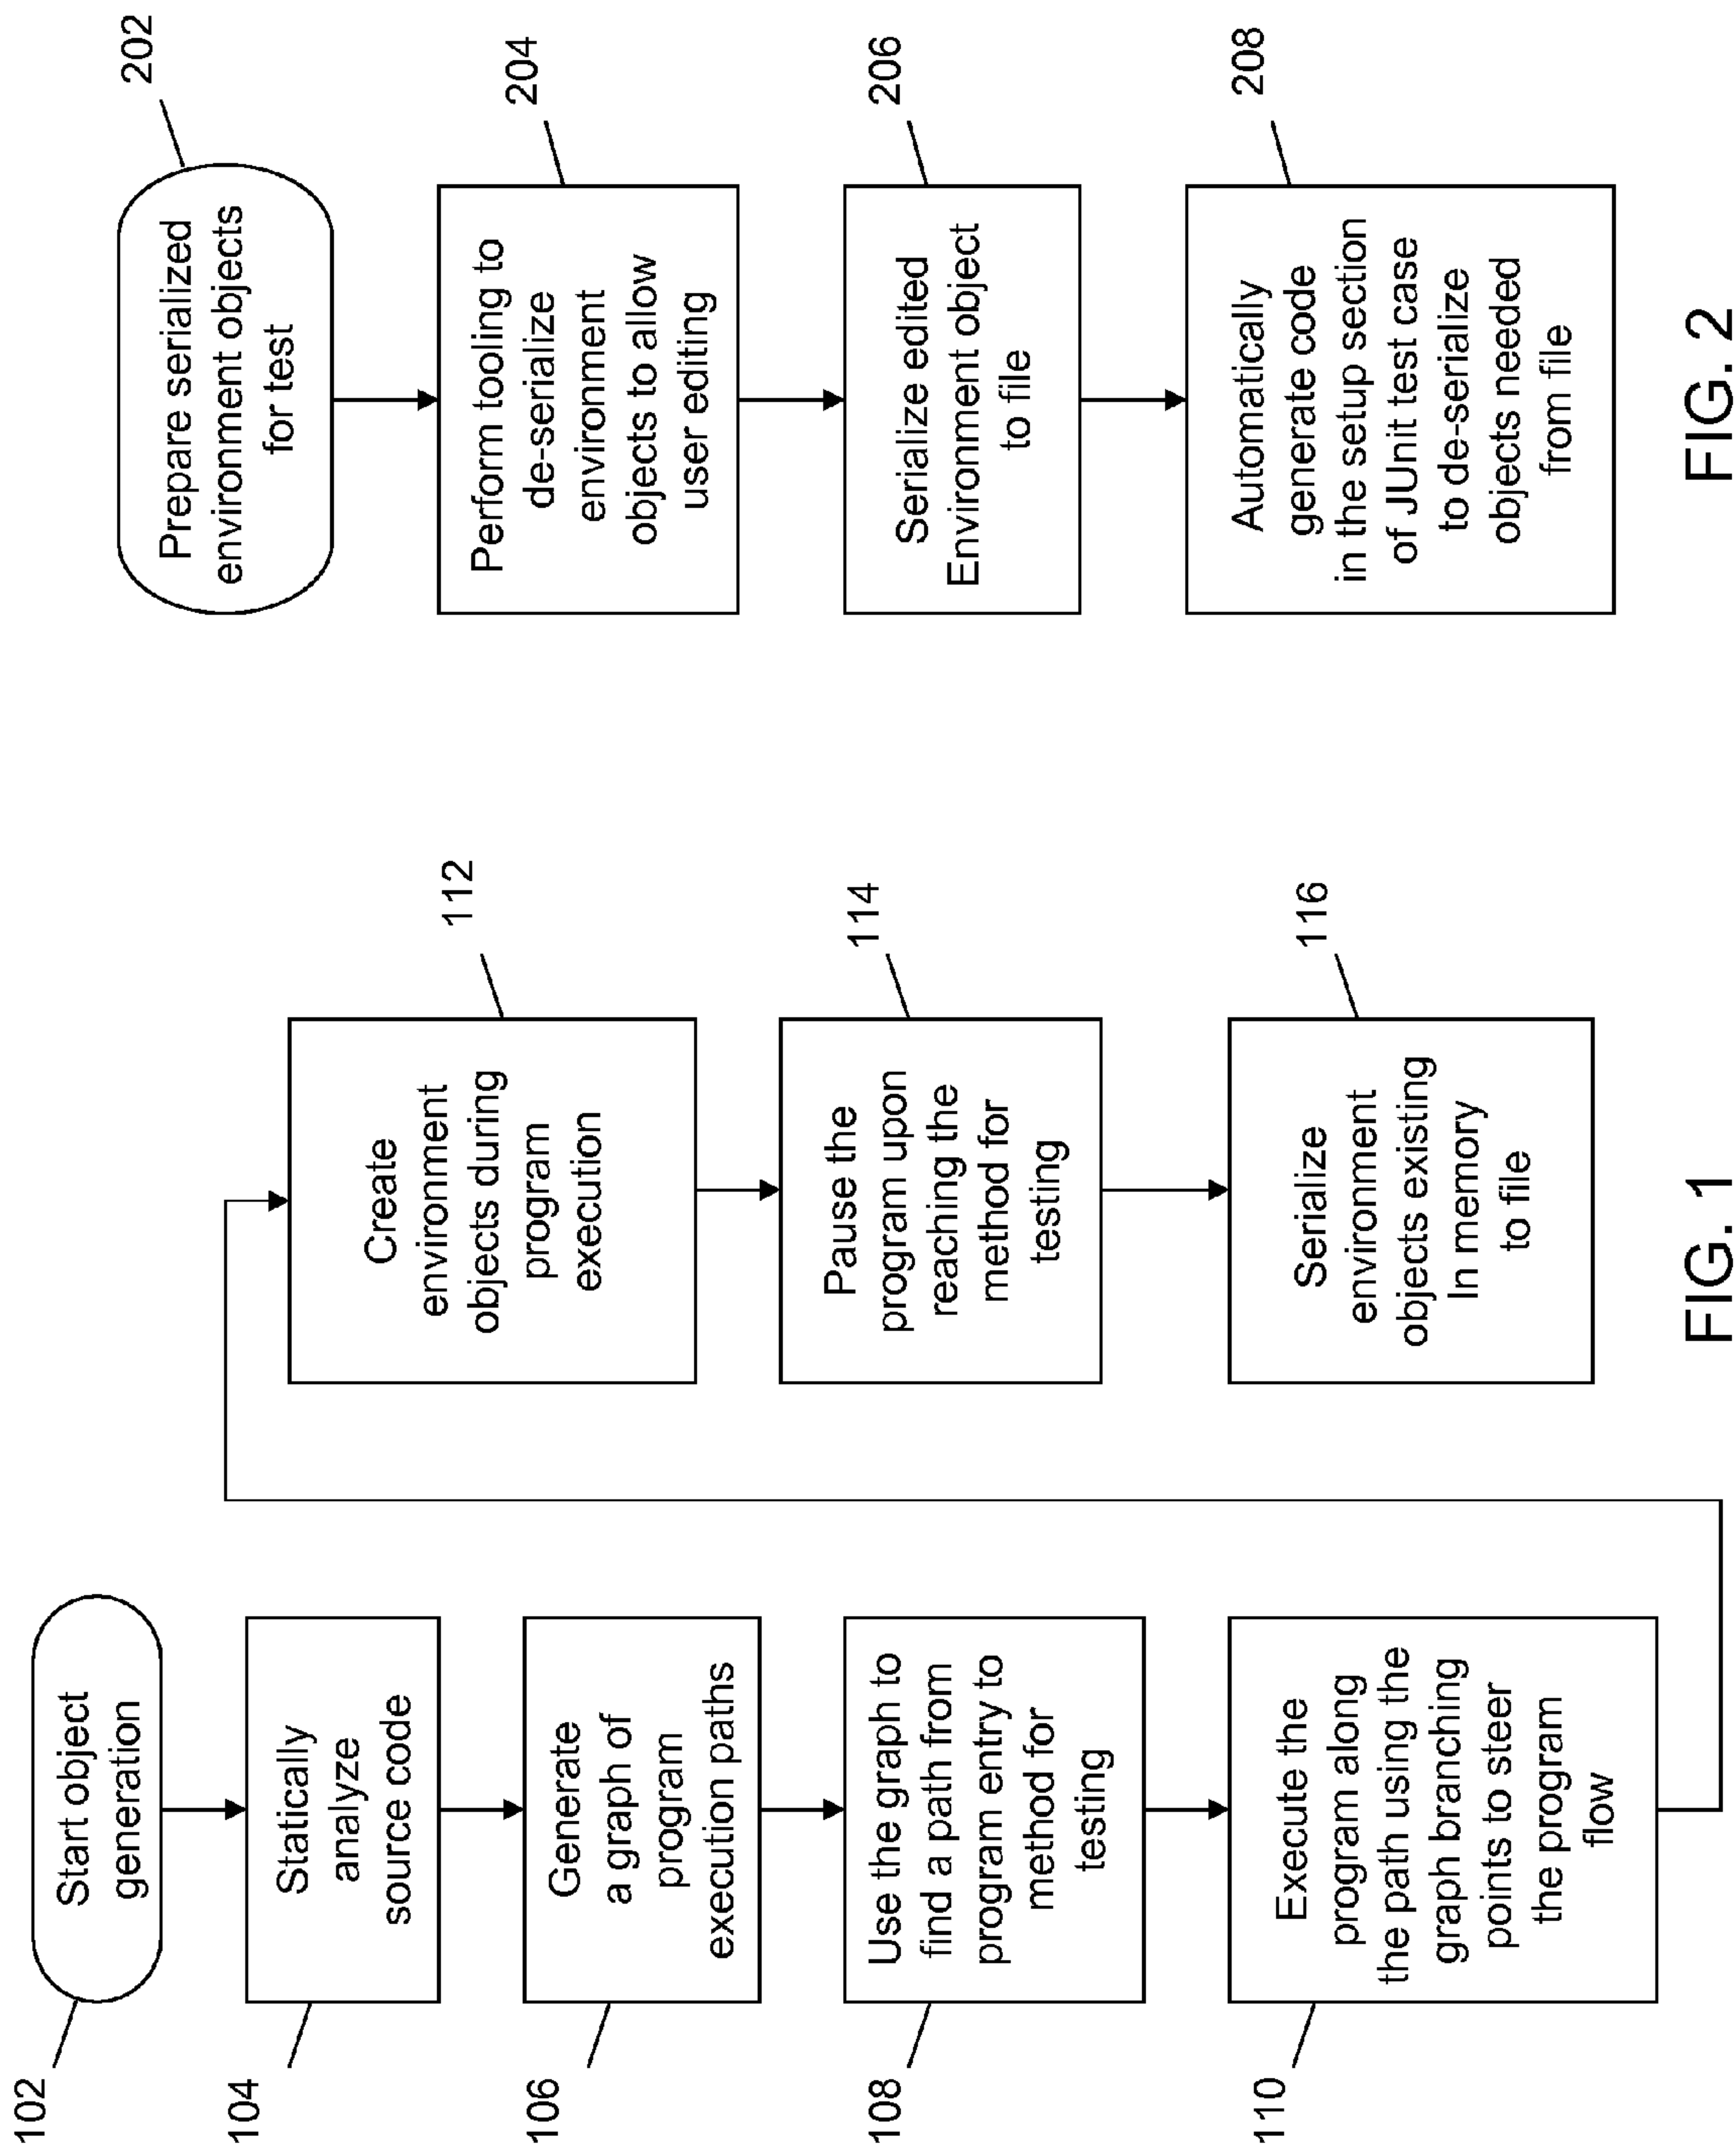 102
Start object
generation
104
Statically
analyze
source code
106
Generate
a graph of
program
execution paths
108
Use the graph to
find a path from
program entry to
method for
testing
110
Execute the
program along
the path using the
graph branching
points to steer
the program
flow
112
Create
environment
objects during
program
execution
114
Pause the
program upon
reaching the
method for
testing
116
Serialize
environment
objects existing
In memory
to file
FIG. 1
202
Prepare serialized
environment objects
for test
204
Perform tooling to
de-serialize
environment
objects to allow
user editing
206
Serialize edited
Environment object
to file
208
Automatically
generate code
in the setup section
of JUnit test case
to de-serialize
objects needed
from file
FIG. 2